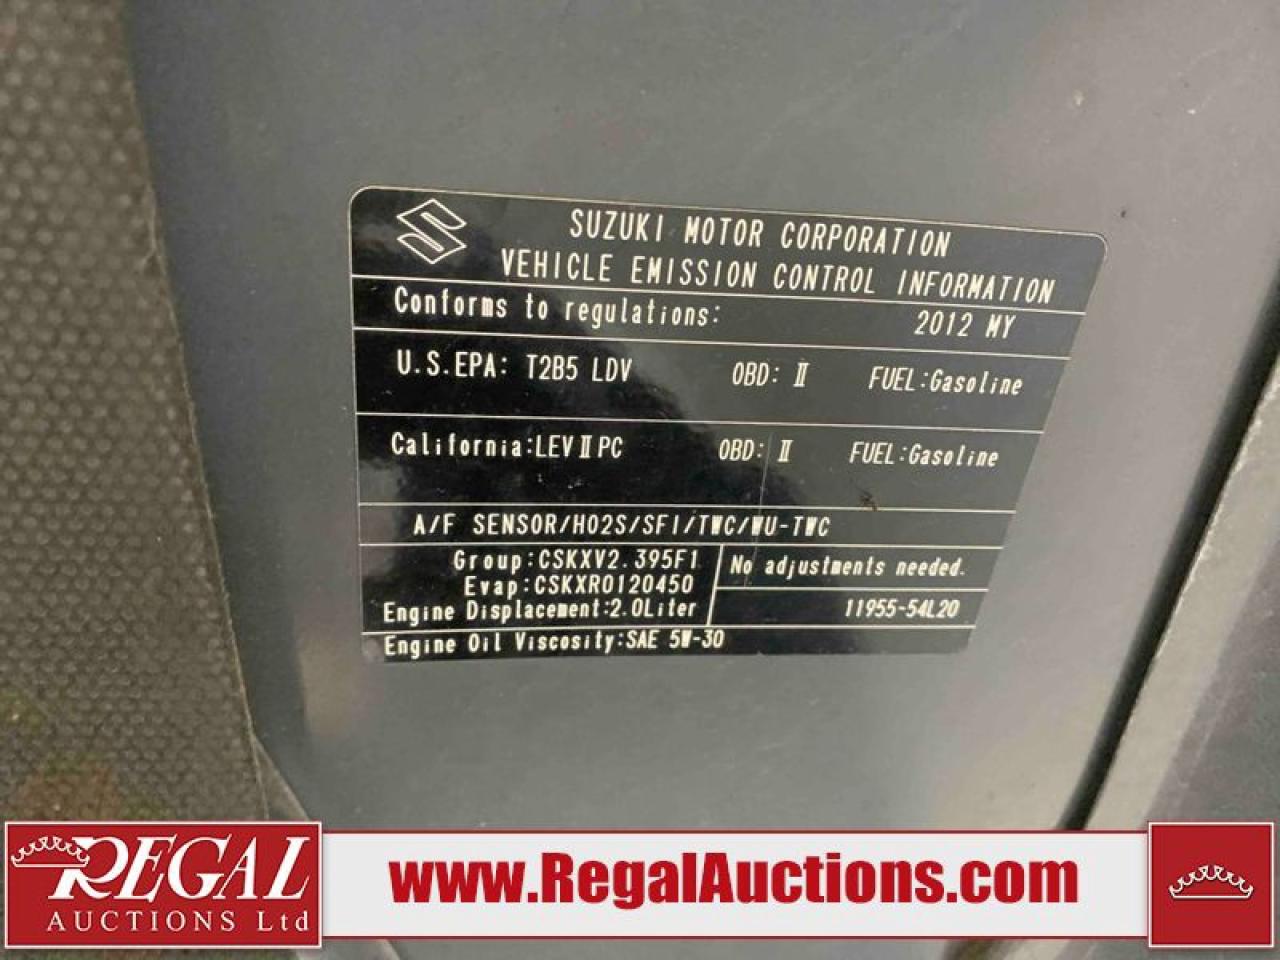 SUZUKI MOTOR CORPORATION
VEHICLE EMISSION CONTROL INFORMATION
Conforms to regulations: 2012 MY
U.S.EPA: T2B5 LDV OBD: II FUEL:Gasoline
California:LEV II PC OBD: II FUEL:Gasoline
A/F SENSOR/HO2S/SFI/TWC/WU-TWC
Group:CSKXV2.395F1
Evap:CSKXR0120450
Engine Displacement:2.0Liter
No adjustments needed.
11955-54L20
Engine Oil Viscosity:SAE 5W-30
REGAL
AUCTIONS Ltd
www.RegalAuctions.com